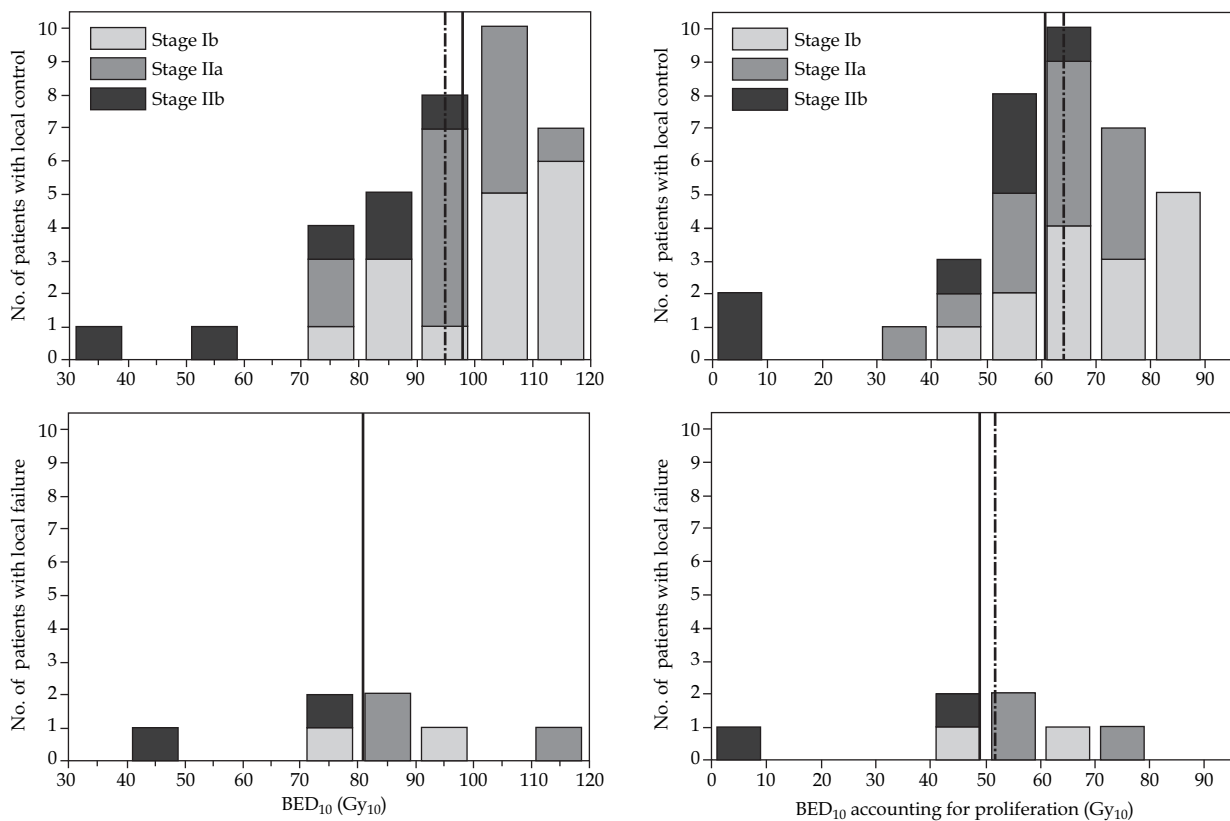 No. of patients with local control
10
9
8
7
6
5
4
3
2
1
0
Stage Ib
Stage IIa
Stage IIb
30 40 50 60 70 80 90 100 110 120
No. of patients with local control
10
9
8
7
6
5
4
3
2
1
0
Stage Ib
Stage IIa
Stage IIb
0 10 20 30 40 50 60 70 80 90
No. of patients with local failure
10
9
8
7
6
5
4
3
2
1
0
30 40 50 60 70 80 90 100 110 120
BED₁₀ (Gy₁₀)
No. of patients with local failure
10
9
8
7
6
5
4
3
2
1
0
0 10 20 30 40 50 60 70 80 90
BED₁₀ accounting for proliferation (Gy₁₀)